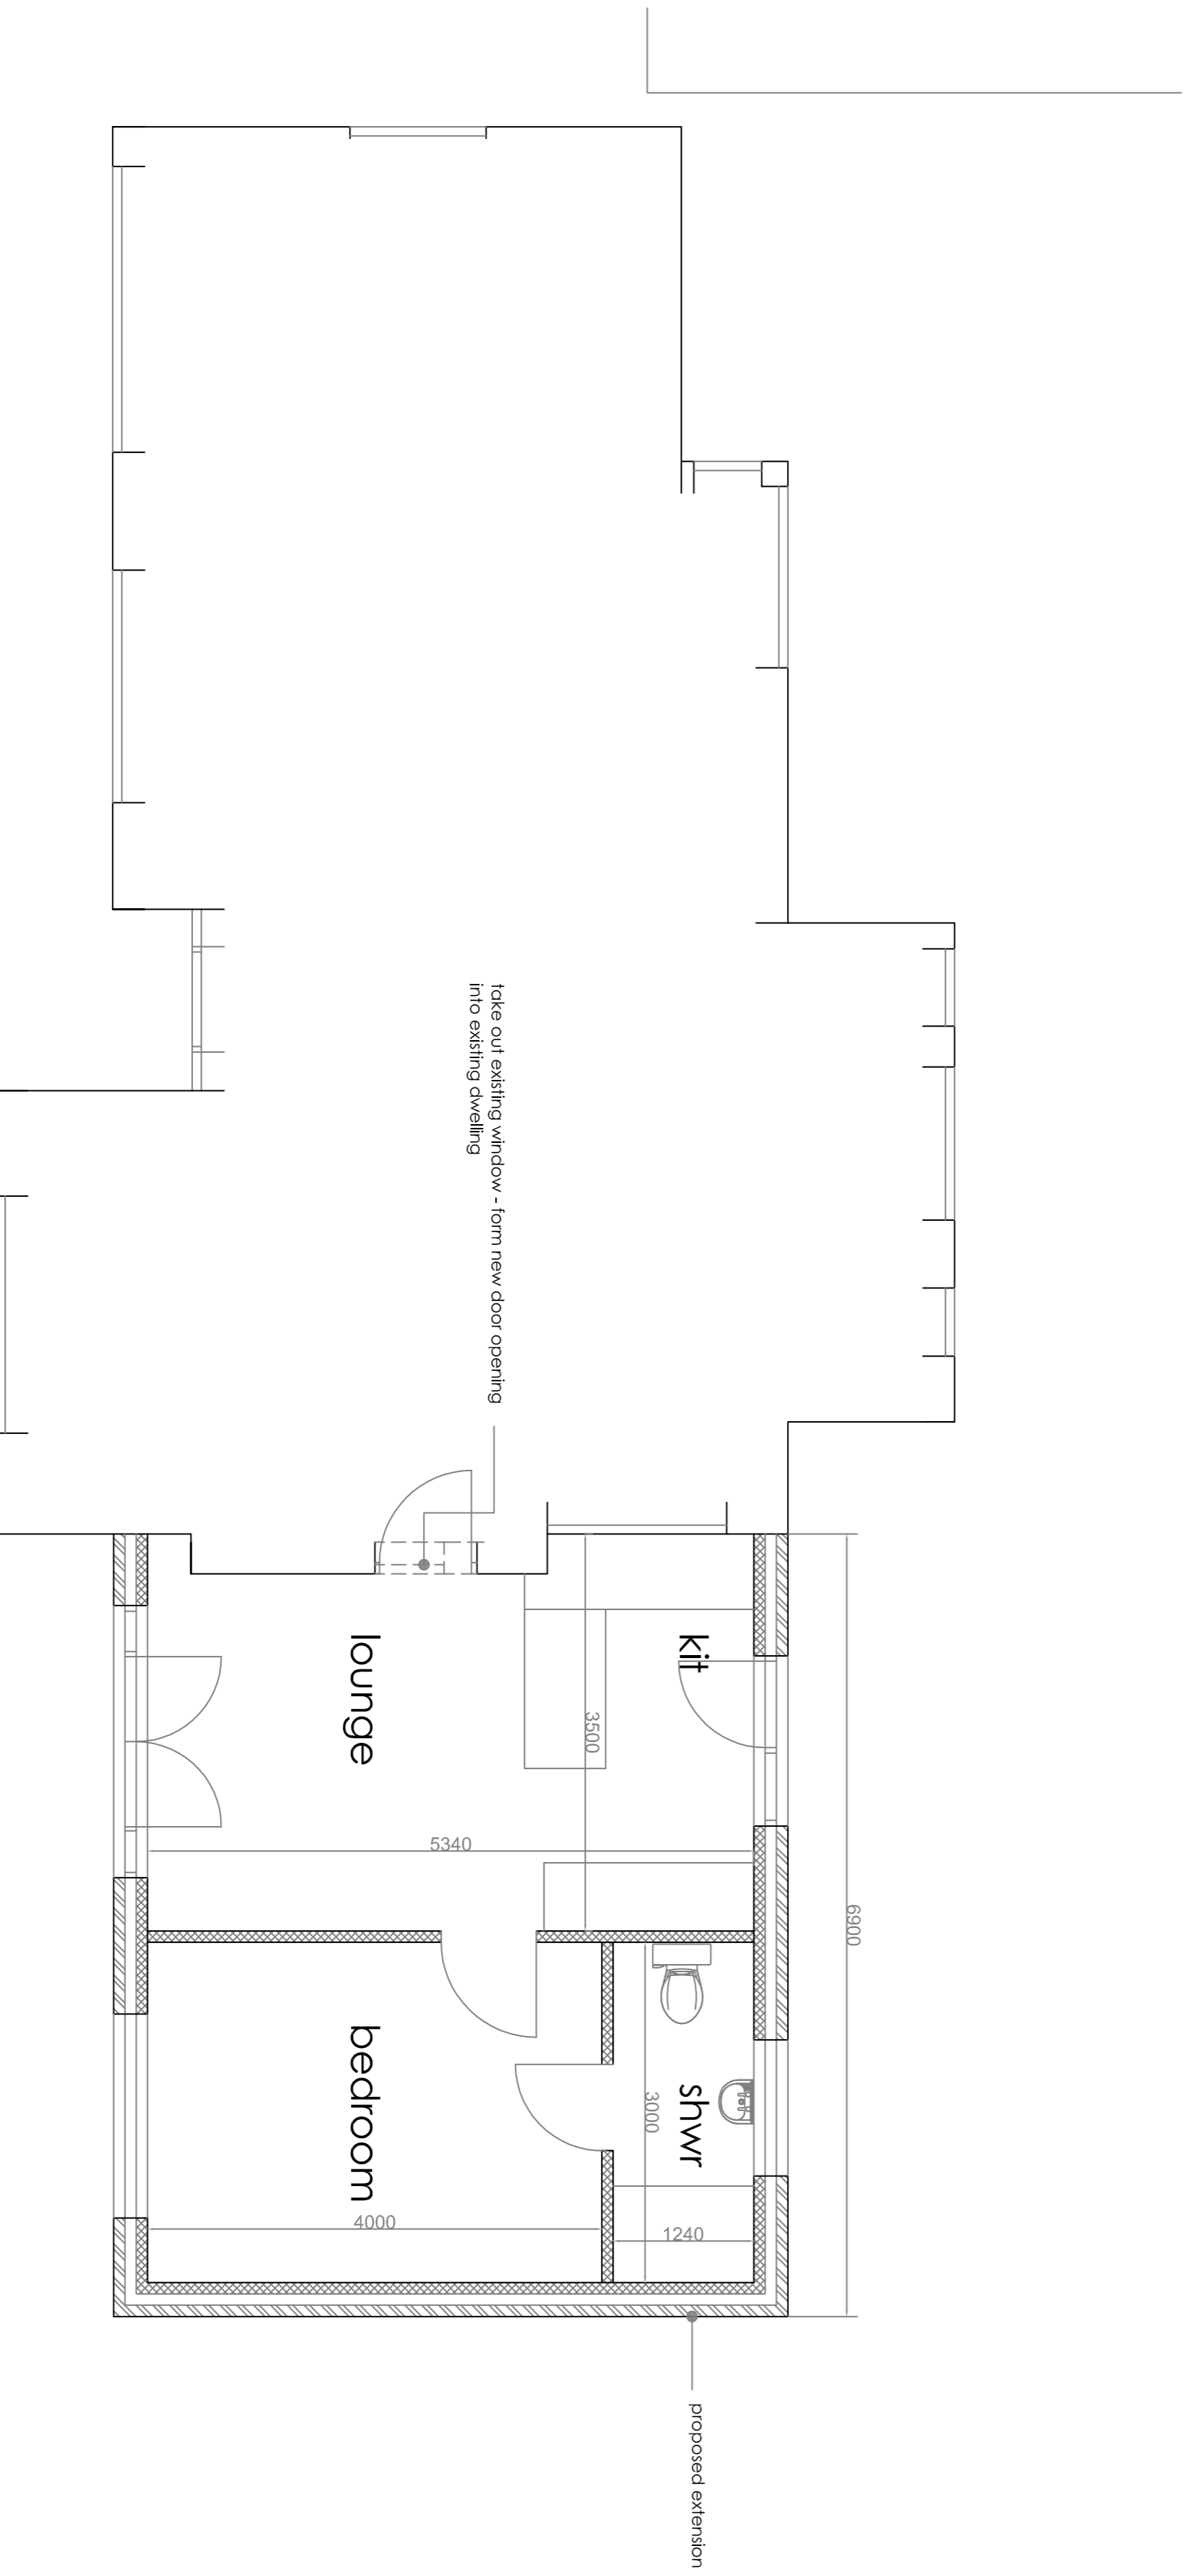 take out existing window - form new door opening
into existing dwelling
kit
lounge
3500
5340
6900
shwr
bedroom
3000
4000
1240
proposed extension